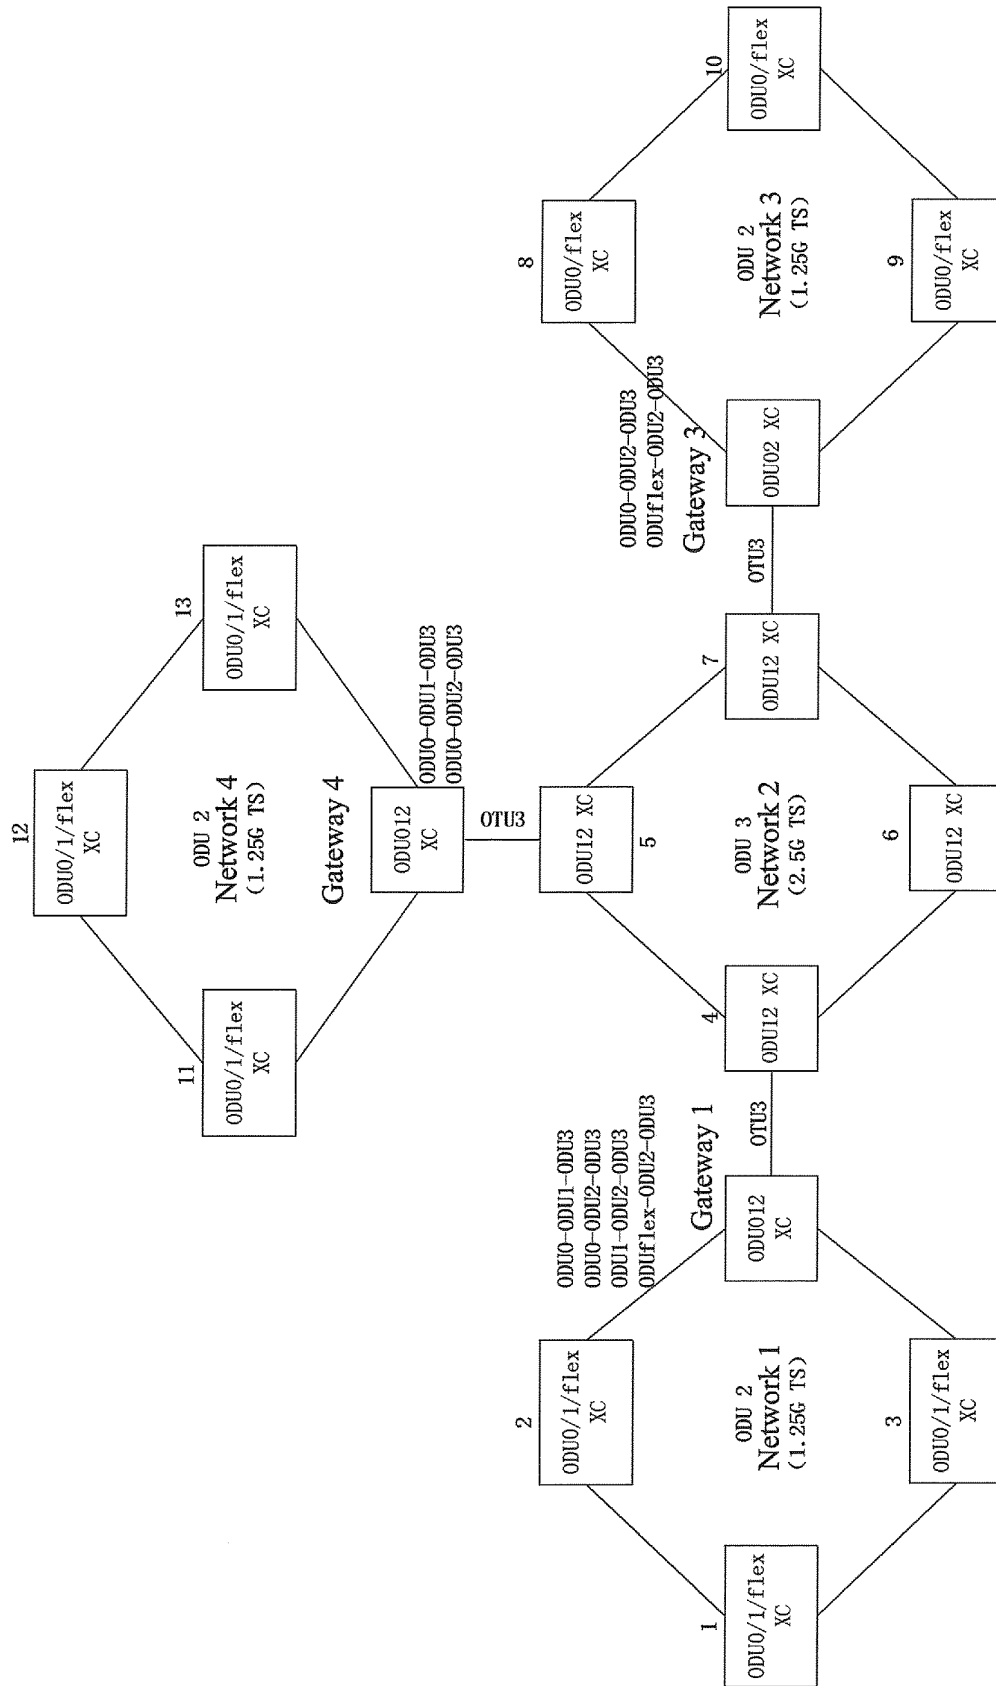 12
ODU0/1/flex
XC
11
ODU0/1/flex
XC
13
ODU0/1/flex
XC
ODU 2
Network 4
(1.25G TS)
Gateway 4
ODU012
XC
ODU0-ODU1-ODU3
ODU0-ODU2-ODU3
OTU3
2
ODU0/1/flex
XC
ODU0-ODU1-ODU3
ODU0-ODU2-ODU3
ODU1-ODU2-ODU3
ODUflex-ODU2-ODU3
Gateway 1
1
ODU0/1/flex
XC
ODU 2
Network 1
(1.25G TS)
ODU012
XC
3
ODU0/1/flex
XC
OTU3
ODU12 XC
5
4
ODU12 XC
ODU 3
Network 2
(2.5G TS)
7
ODU12 XC
6
ODU12 XC
OTU3
ODU0-ODU2-ODU3
ODUflex-ODU2-ODU3
Gateway 3
ODU02 XC
8
ODU0/flex
XC
ODU 2
Network 3
(1.25G TS)
10
ODU0/flex
XC
9
ODU0/flex
XC